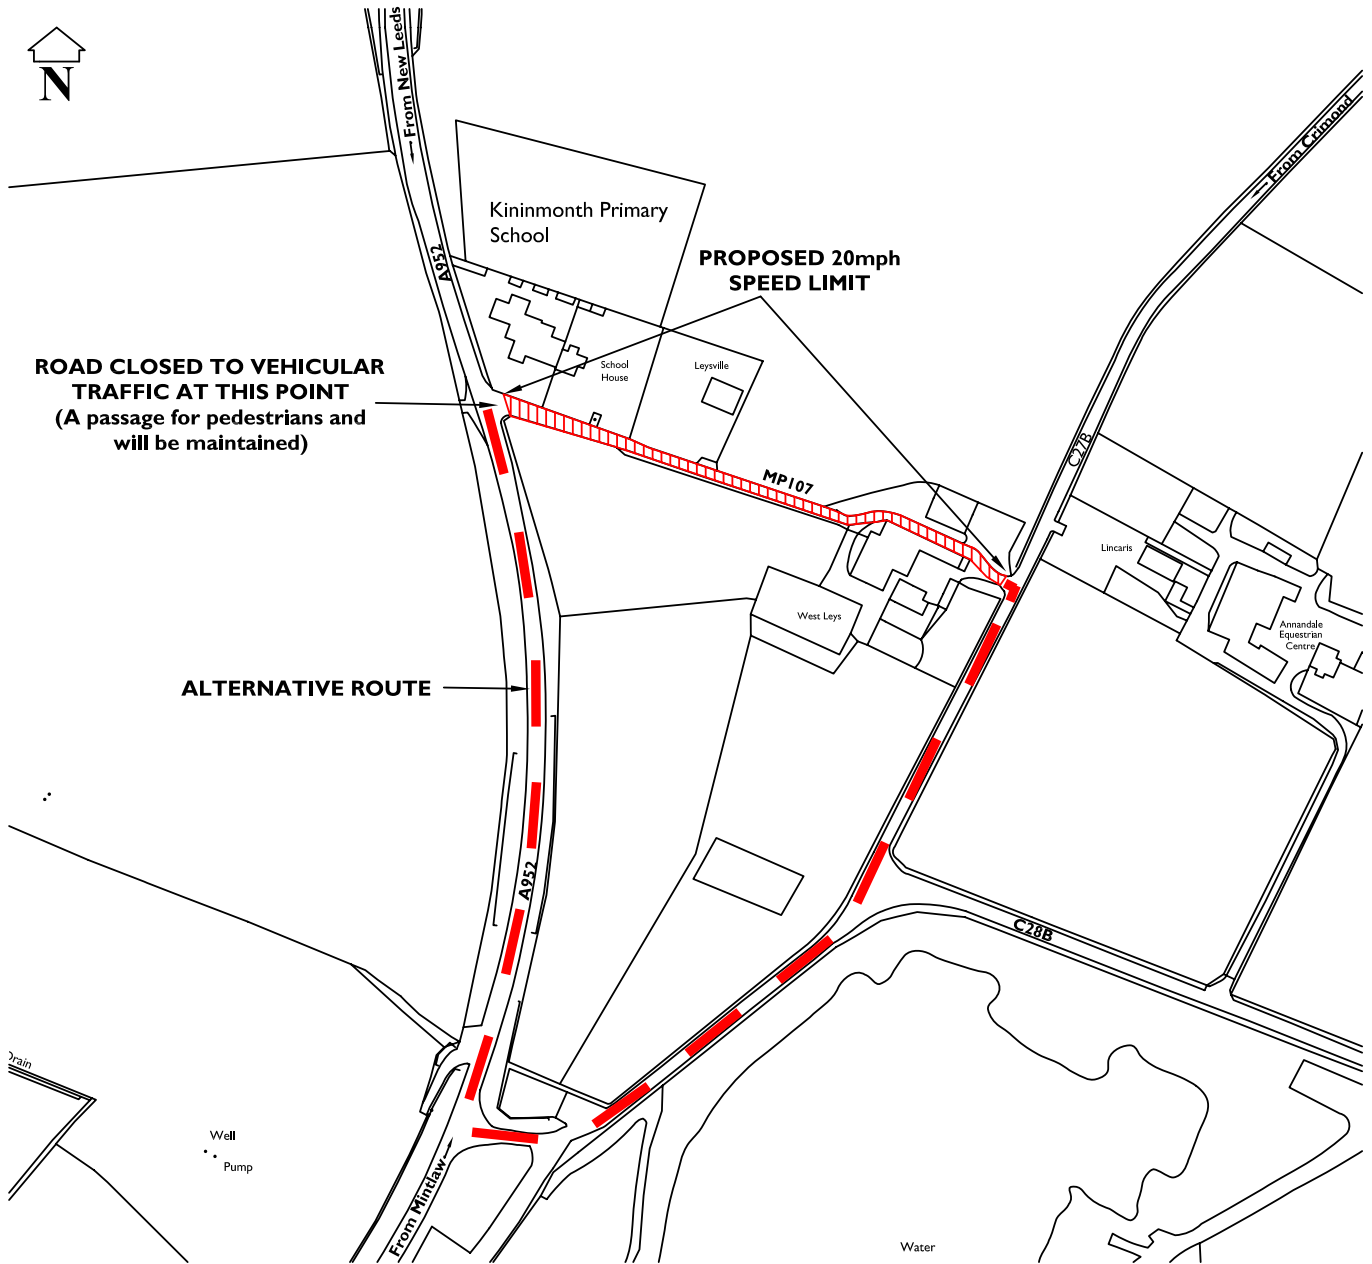 N
From New Leeds
From Crimond
Kininmonth Primary
School
A952
PROPOSED 20mph
SPEED LIMIT
ROAD CLOSED TO VEHICULAR
TRAFFIC AT THIS POINT
(A passage for pedestrians and
will be maintained)
School
House
Leysville
MP107
C27B
Lincaris
West Leys
Annandale
Equestrian
Centre
ALTERNATIVE ROUTE
A952
C28B
Drain
Well
Pump
From Mintlaw
Water